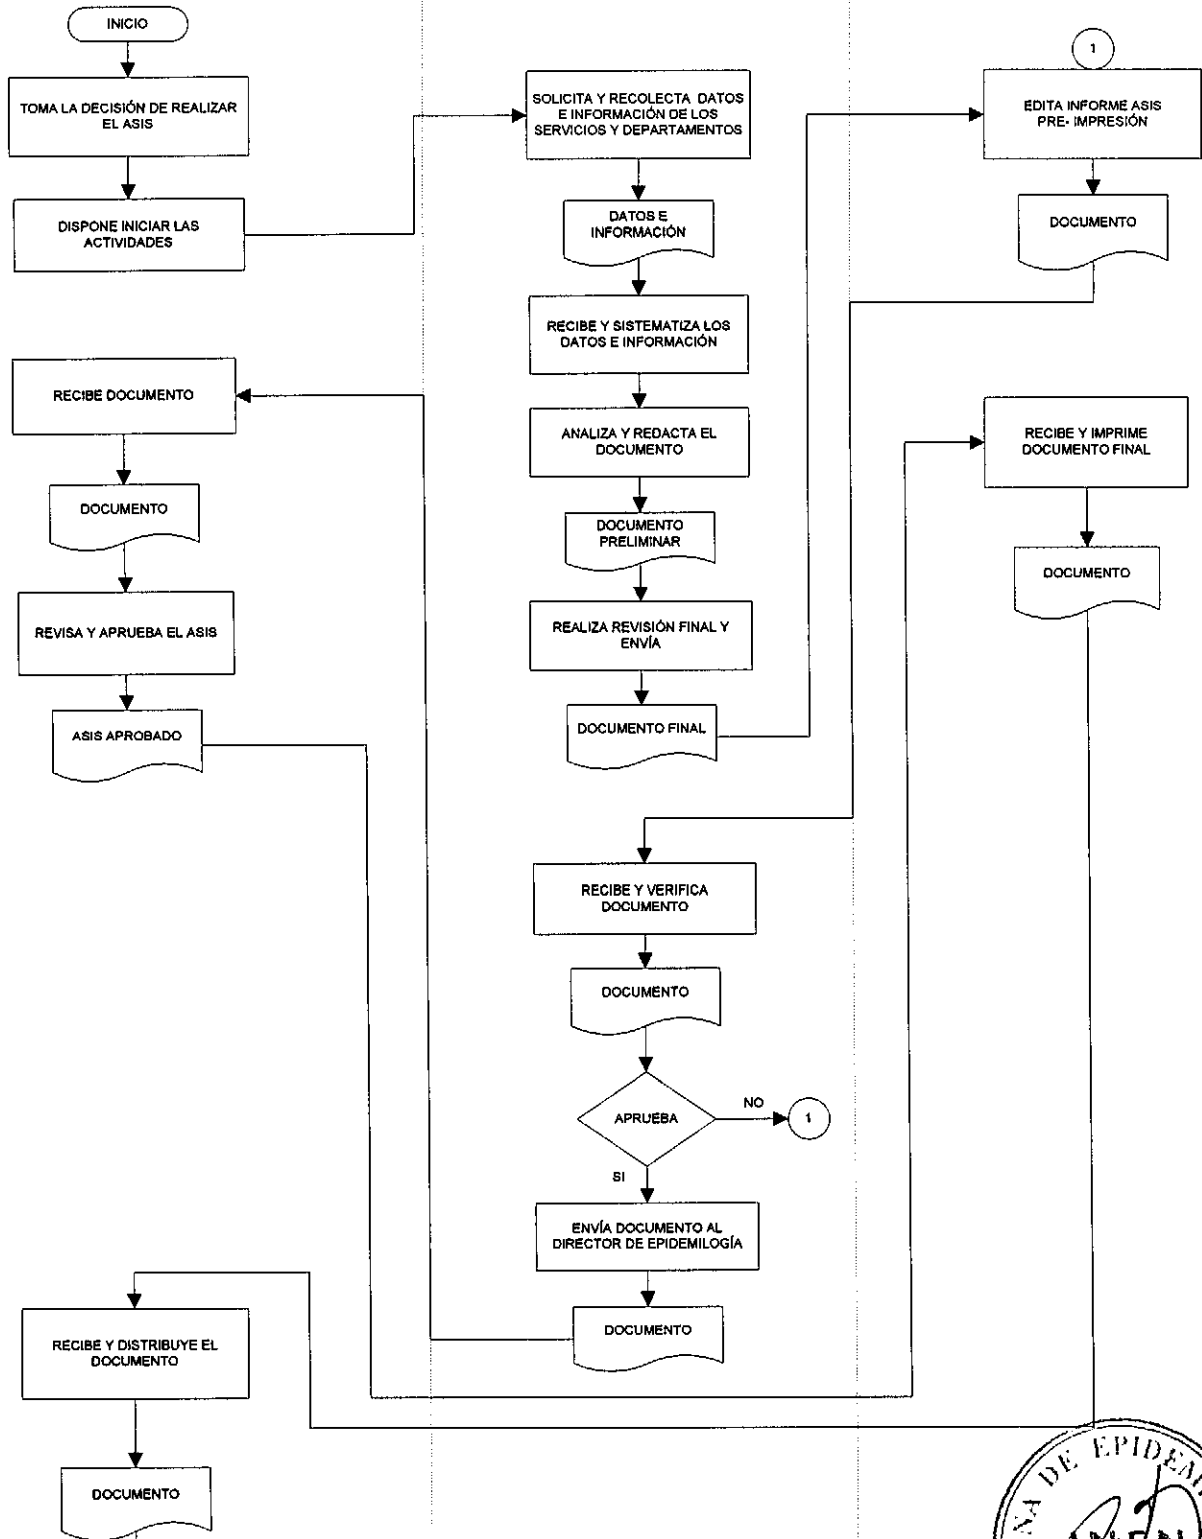 INICIO
TOMA LA DECISIÓN DE REALIZAR
EL ASIS
DISPONE INICIAR LAS
ACTIVIDADES
RECIBE DOCUMENTO
DOCUMENTO
REVISA Y APRUEBA EL ASIS
ASIS APROBADO
RECIBE Y DISTRIBUYE EL
DOCUMENTO
DOCUMENTO
SOLICITA Y RECOLECTA DATOS
E INFORMACIÓN DE LOS
SERVICIOS Y DEPARTAMENTOS
DATOS E
INFORMACIÓN
RECIBE Y SISTEMATIZA LOS
DATOS E INFORMACIÓN
ANALIZA Y REDACTA EL
DOCUMENTO
DOCUMENTO
PRELIMINAR
REALIZA REVISIÓN FINAL Y
ENVÍA
DOCUMENTO FINAL
RECIBE Y VERIFICA
DOCUMENTO
DOCUMENTO
APRUEBA
NO
1
SI
ENVÍA DOCUMENTO AL
DIRECTOR DE EPIDEMILOGÍA
DOCUMENTO
1
EDITA INFORME ASIS
PRE- IMPRESIÓN
DOCUMENTO
RECIBE Y IMPRIME
DOCUMENTO FINAL
DOCUMENTO
DE